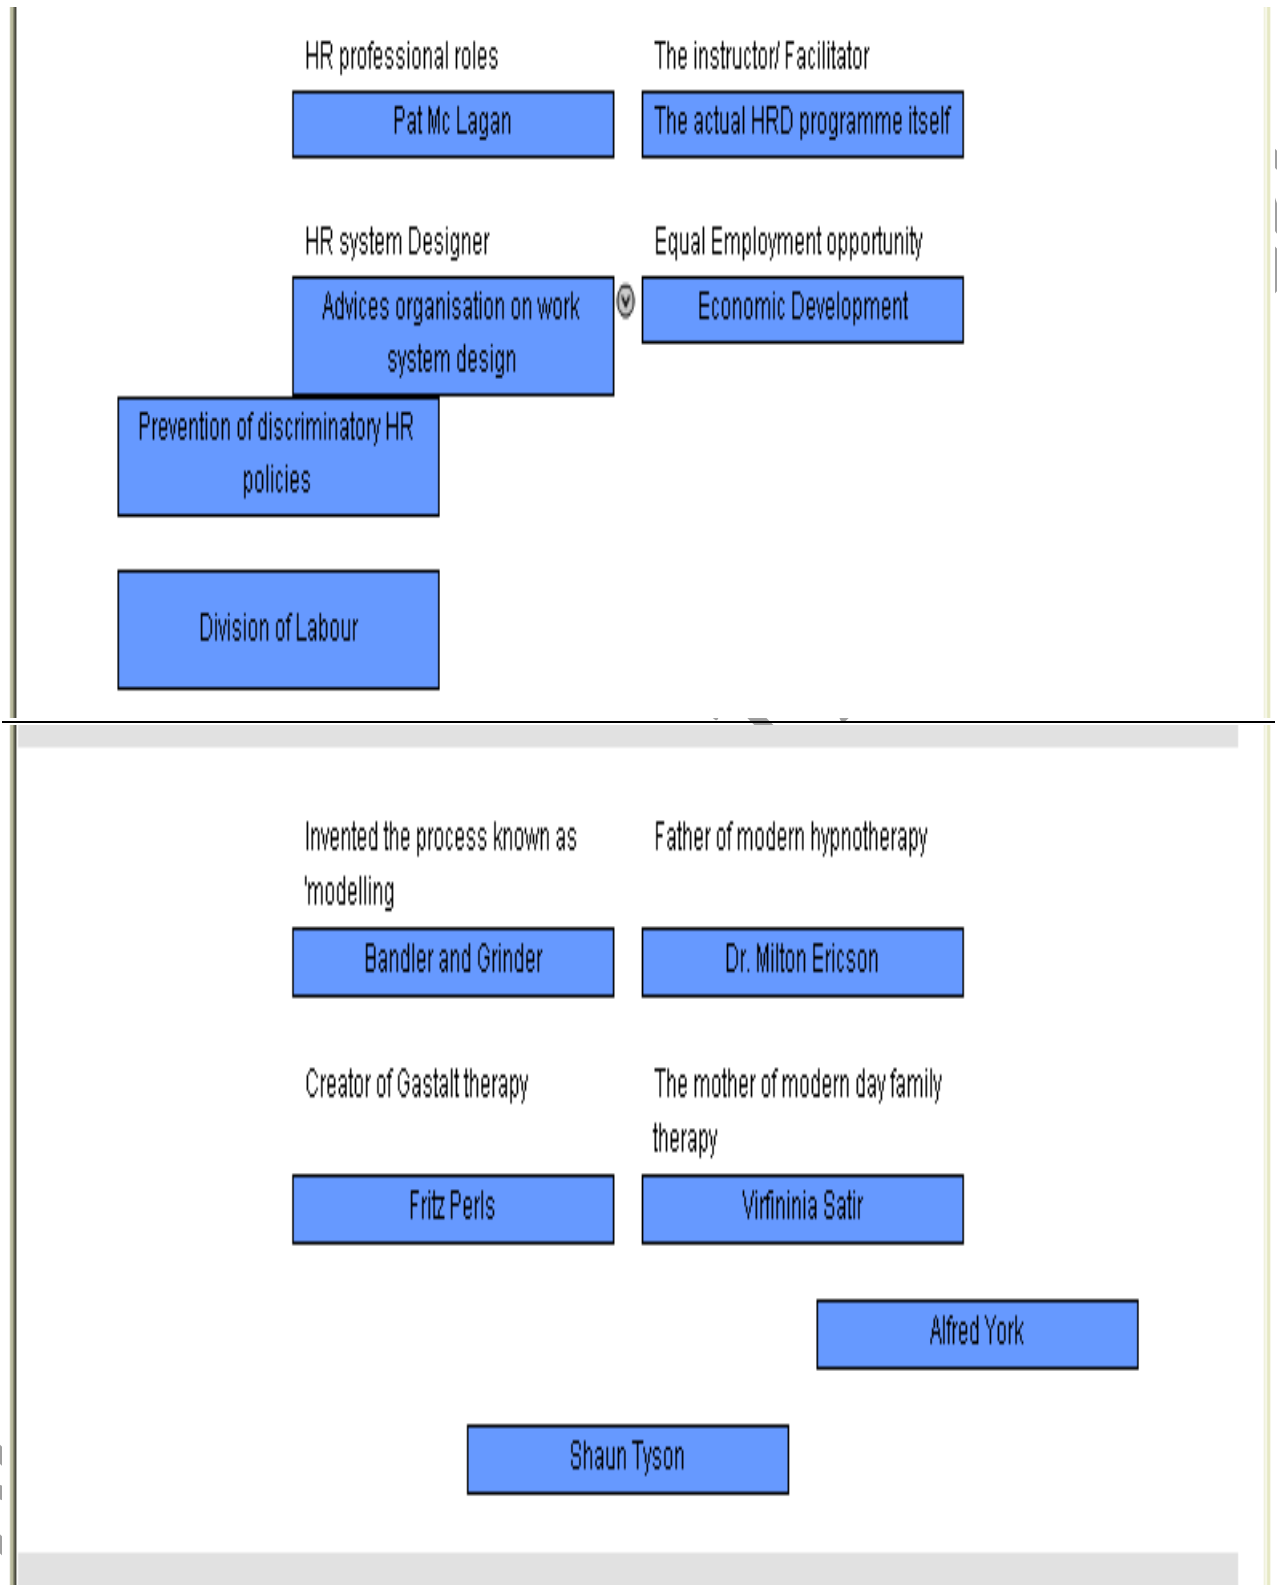 HR professional roles
The instructor/ Facilitator
Pat Mc Lagan
The actual HRD programme itself
HR system Designer
Equal Employment opportunity
Advices organisation on work
system design
Economic Development
Prevention of discriminatory HR
policies
Division of Labour
Invented the process known as
'modelling
Father of modern hypnotherapy
Bandler and Grinder
Dr. Milton Ericson
Creator of Gastalt therapy
The mother of modern day family
therapy
Fritz Perls
Virfininia Satir
Alfred York
Shaun Tyson